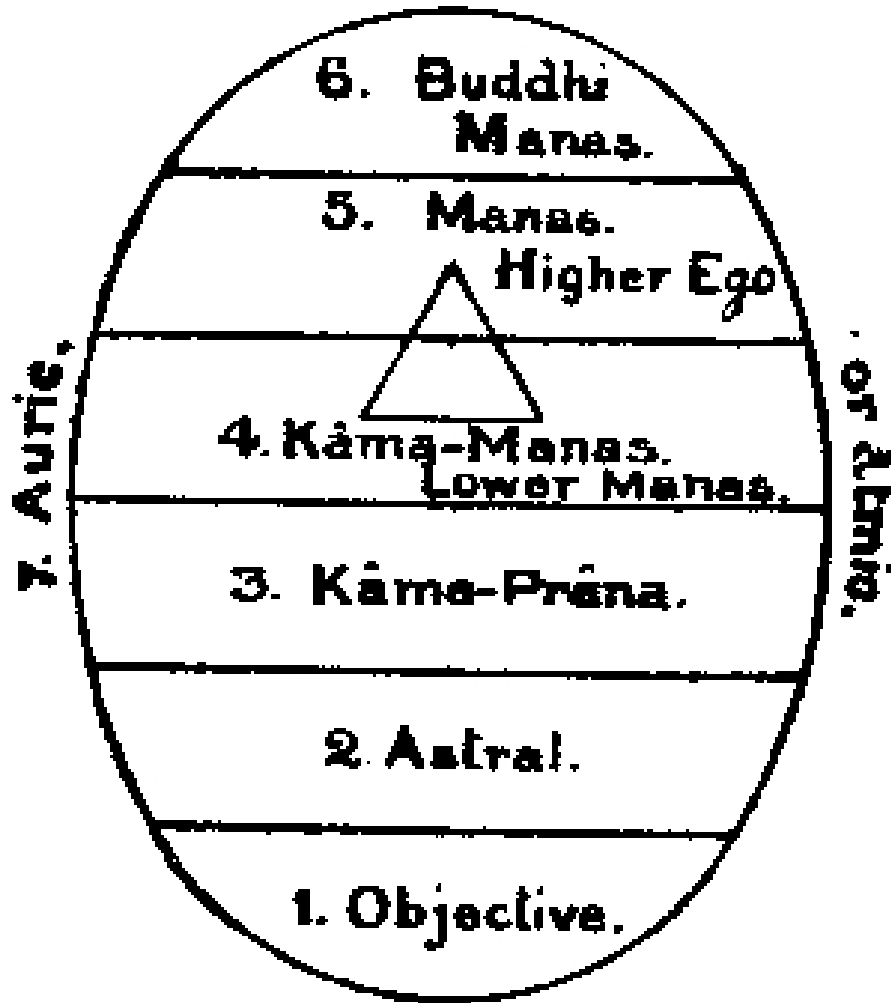 6. Buddhi
Manas.
5. Manas.
Higher Ego
7. Auric,
or Âtmic.
4. Kâma-Manas.
Lower Manas.
3. Kâma-Prâna.
2. Astral.
1. Objective.